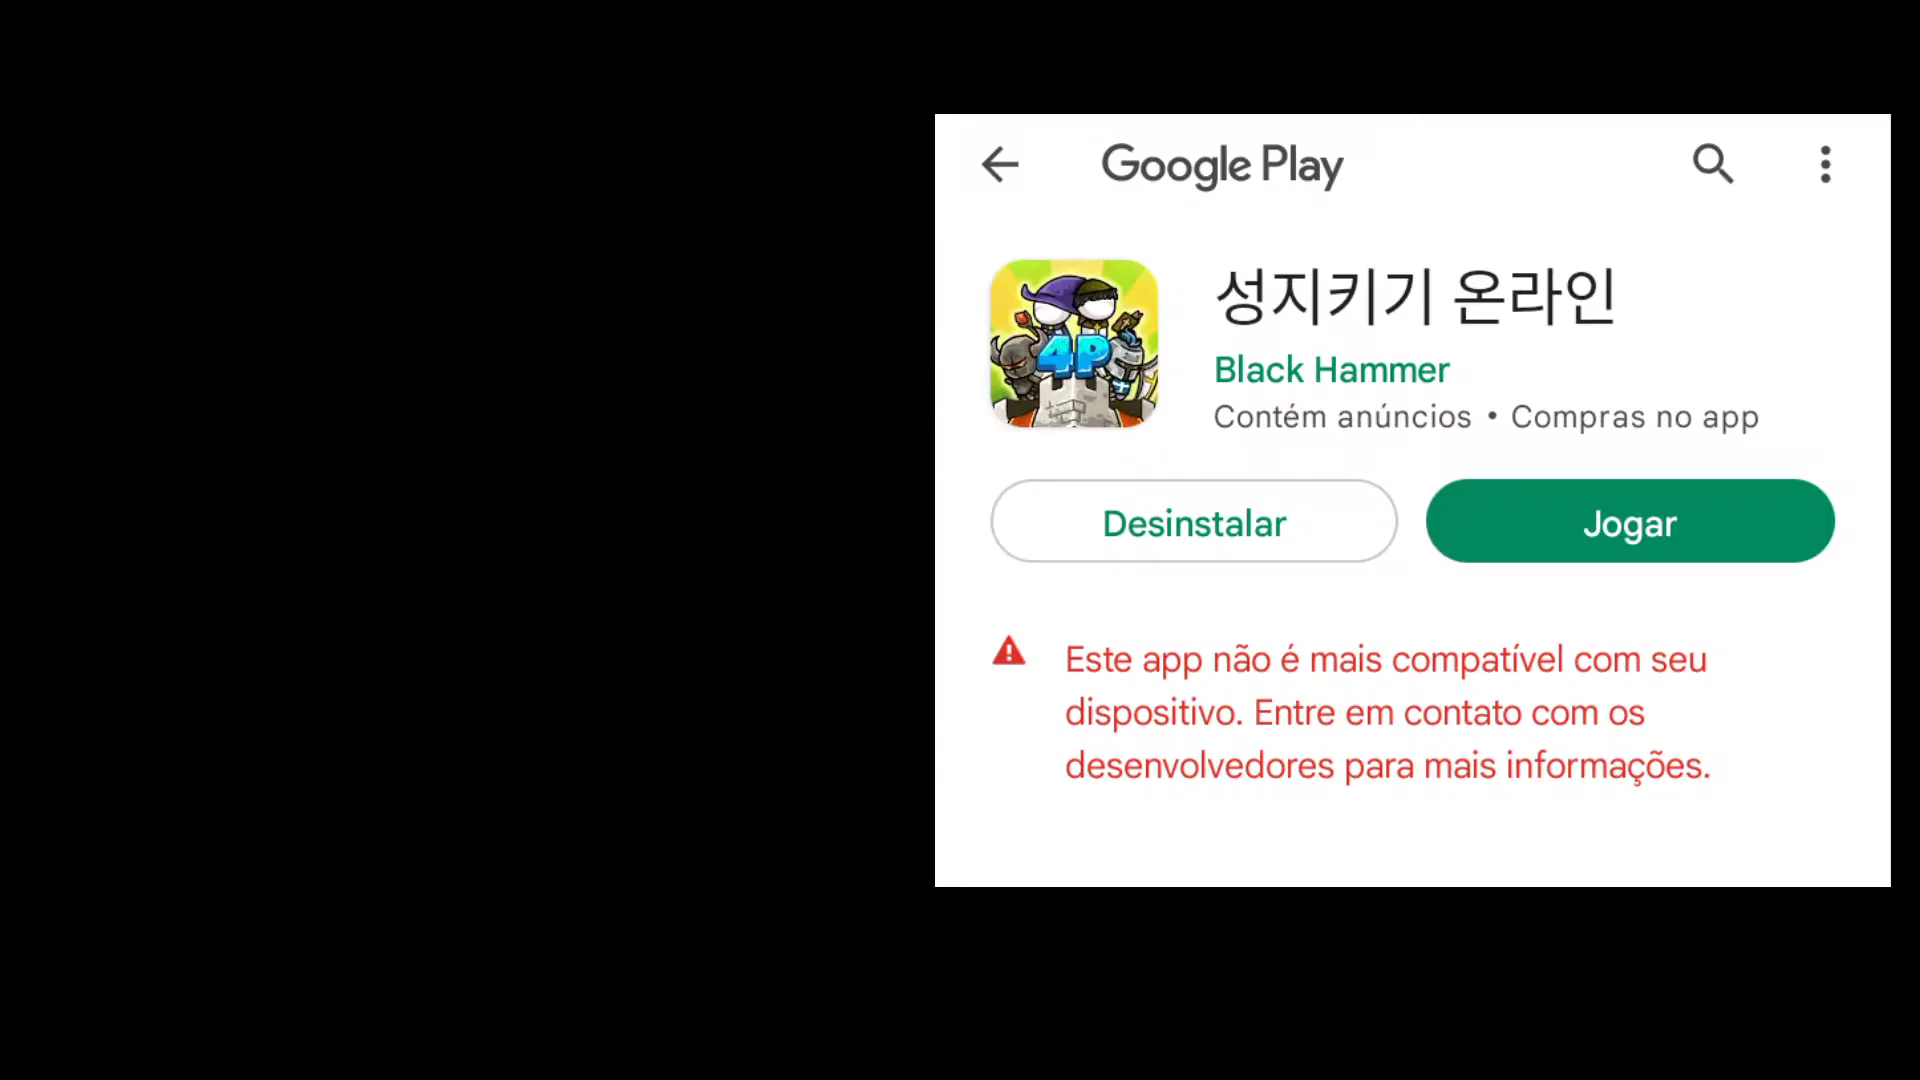 Google Play
성지키기 온라인
4P
Black Hammer
Contém anúncios • Compras no app
Desinstalar
Jogar
Este app não é mais compatível com seu
dispositivo. Entre em contato com os
desenvolvedores para mais informações.